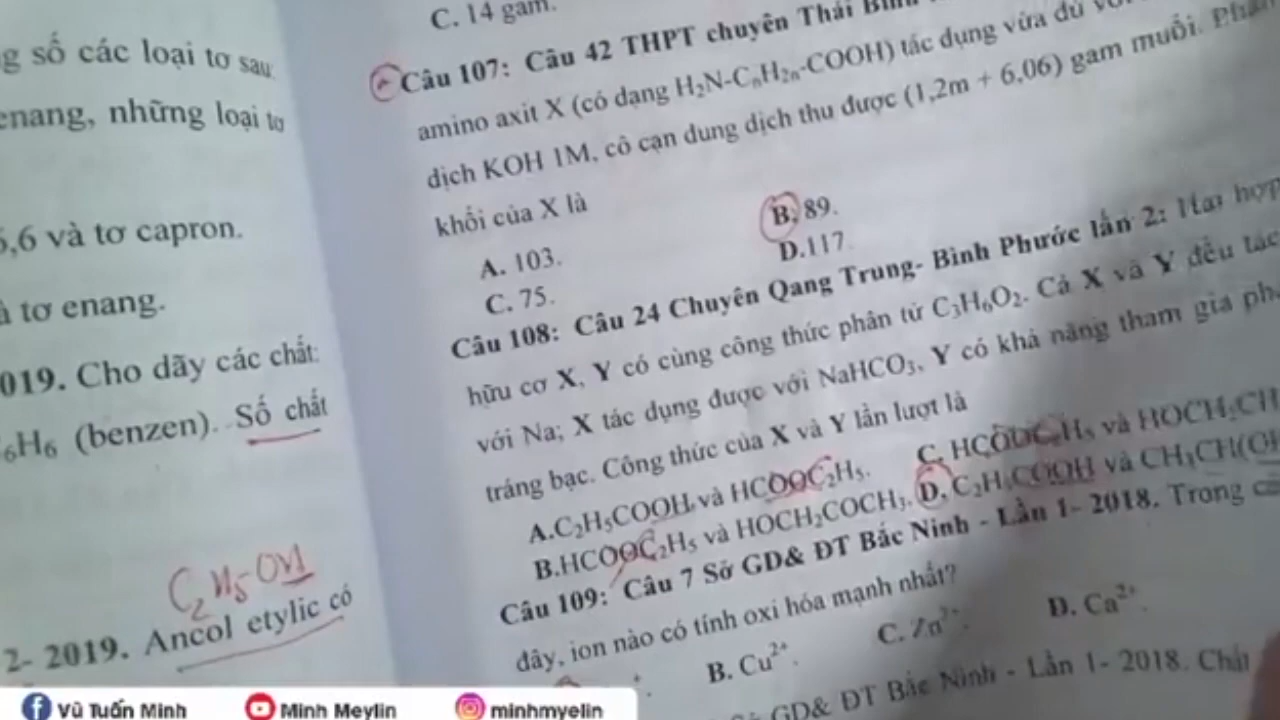 số các loại tơ sau:
enang, những loại tơ
6,6 và tơ capron.
tơ enang.
019. Cho dãy các chất:
6H6 (benzen). Số chất
C2H5OH
2- 2019. Ancol etylic có
C. 14 gam.
Câu 107: Câu 42 THPT chuyên Thái
amino axit X (có dạng H2N-CnH2n-COOH) tác dụng vừa đủ
dịch KOH 1M, cô cạn dung dịch thu được (1,2m + 6,06) gam muối.
khối của X là
A. 103.
B. 89.
C. 75.
D.117.
Câu 108: Câu 24 Chuyên Qang Trung- Bình Phước lần 2: Hai hợp
hữu cơ X, Y có cùng công thức phân tử C3H6O2. Cả X và Y đều tác
với Na; X tác dụng được với NaHCO3, Y có khả năng tham gia
tráng bạc. Công thức của X và Y lần lượt là
A.C2H5COOH và HCOOC2H5.
C. HCOOC2H5 và HOCH2CH
B.HCOOC2H5 và HOCH2COCH3.
D. C2H5COOH và CH3CH(OH
Câu 109: Câu 7 Sở GD& ĐT Bắc Ninh - Lần 1- 2018. Trong
đây, ion nào có tính oxi hóa mạnh nhất?
B. Cu2+.
C. Zn2+.
D. Ca2+.
GD& ĐT Bắc Ninh - Lần 1- 2018. Chất
Vũ Tuấn Minh
Minh Meylin
minhmyelin